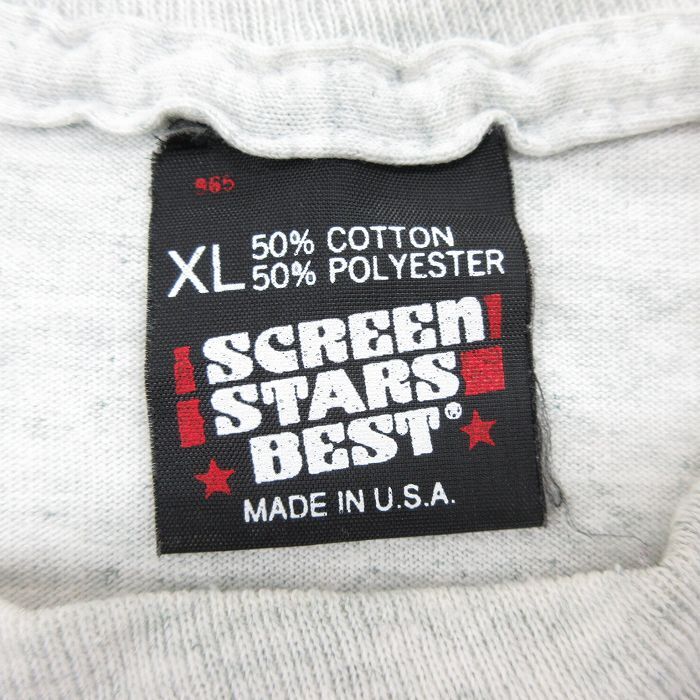 XL 50% COTTON
50% POLYESTER
SCREEN
STARS
BEST®
MADE IN U.S.A.